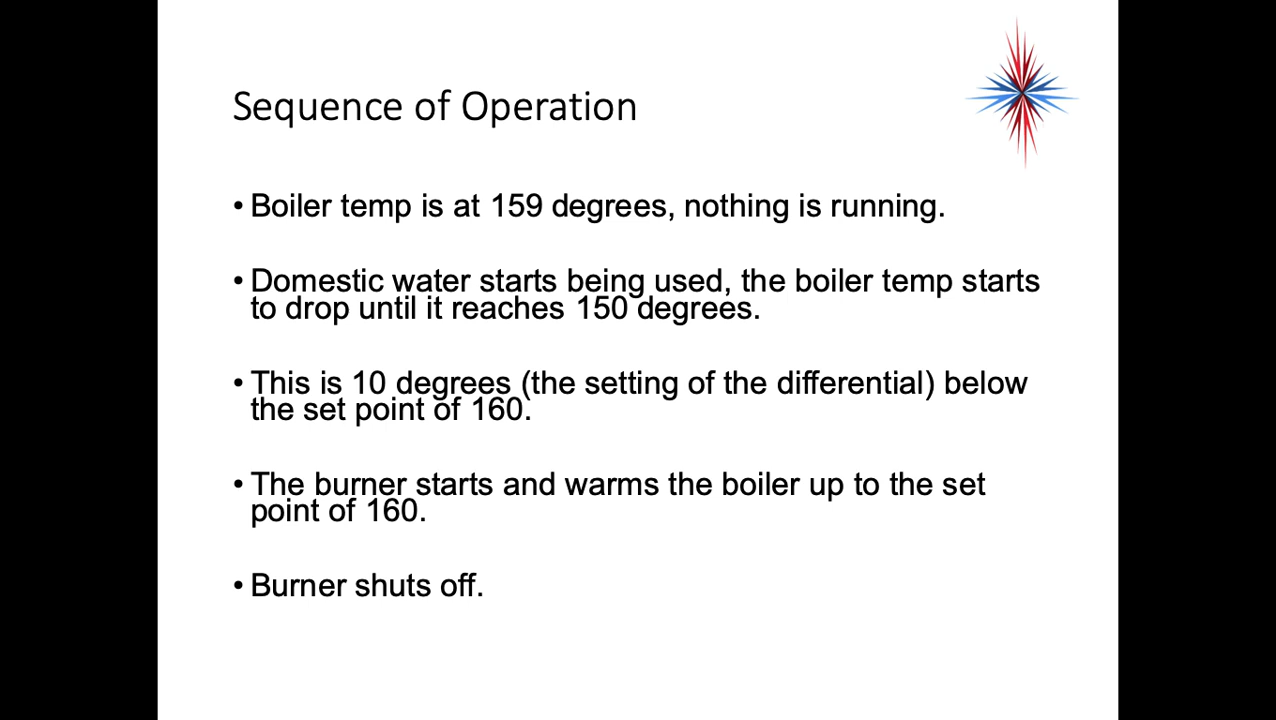 Sequence of Operation
• Boiler temp is at 159 degrees, nothing is running.
• Domestic water starts being used, the boiler temp starts
to drop until it reaches 150 degrees.
• This is 10 degrees (the setting of the differential) below
the set point of 160.
• The burner starts and warms the boiler up to the set
point of 160.
• Burner shuts off.